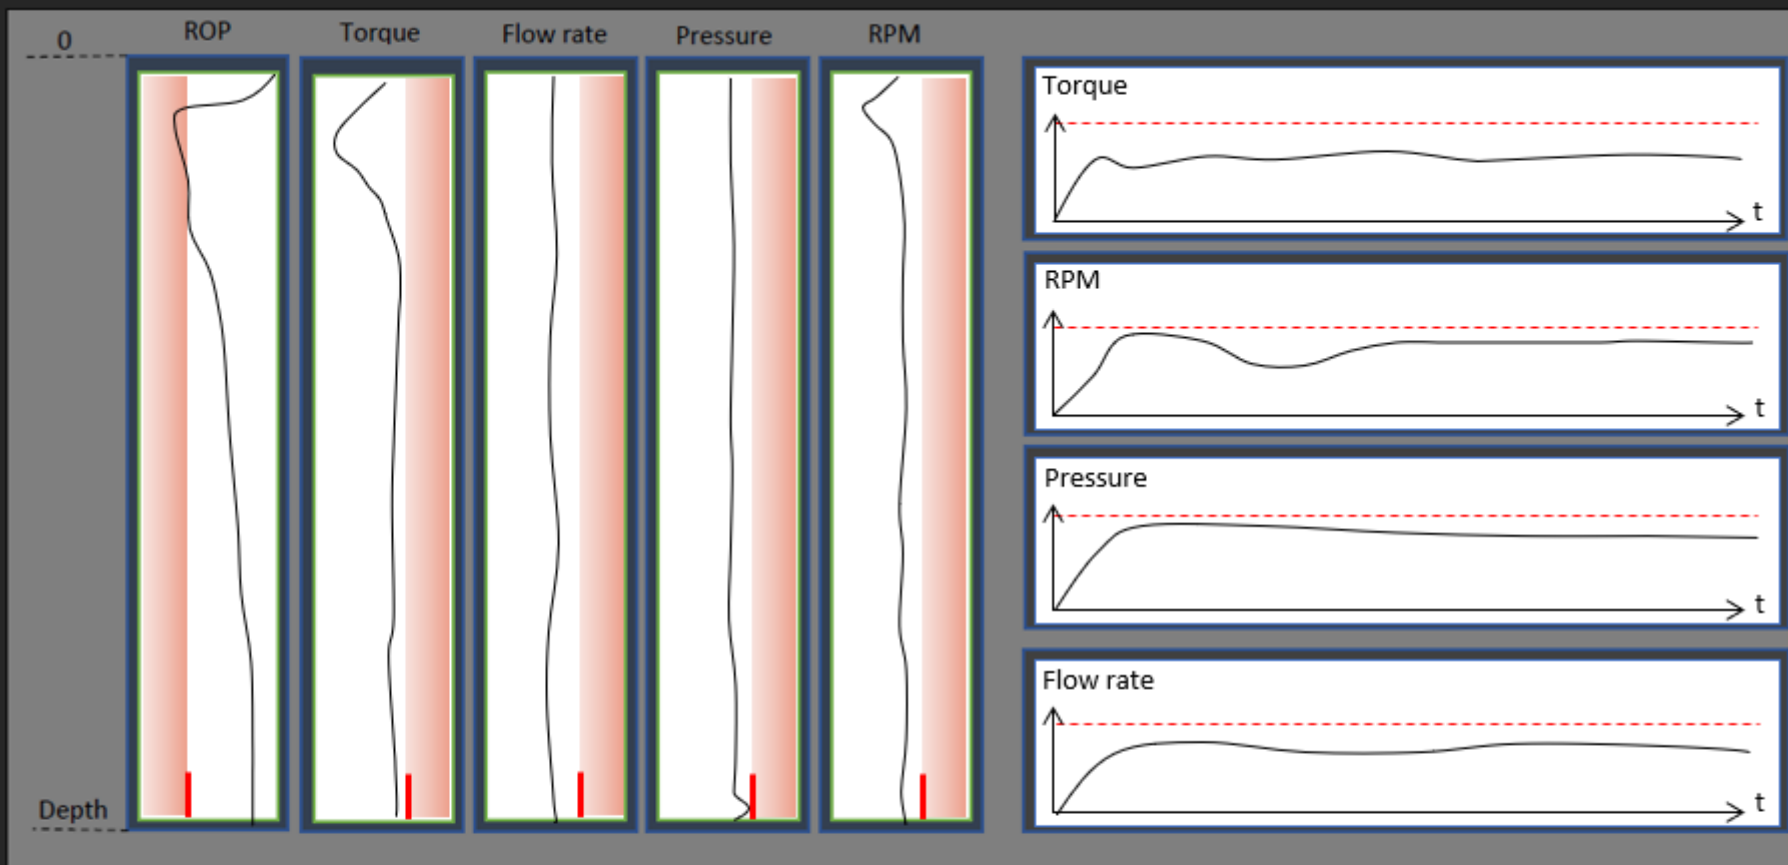 0
ROP
Torque
Flow rate
Pressure
RPM
Depth
Torque
t
RPM
t
Pressure
t
Flow rate
t